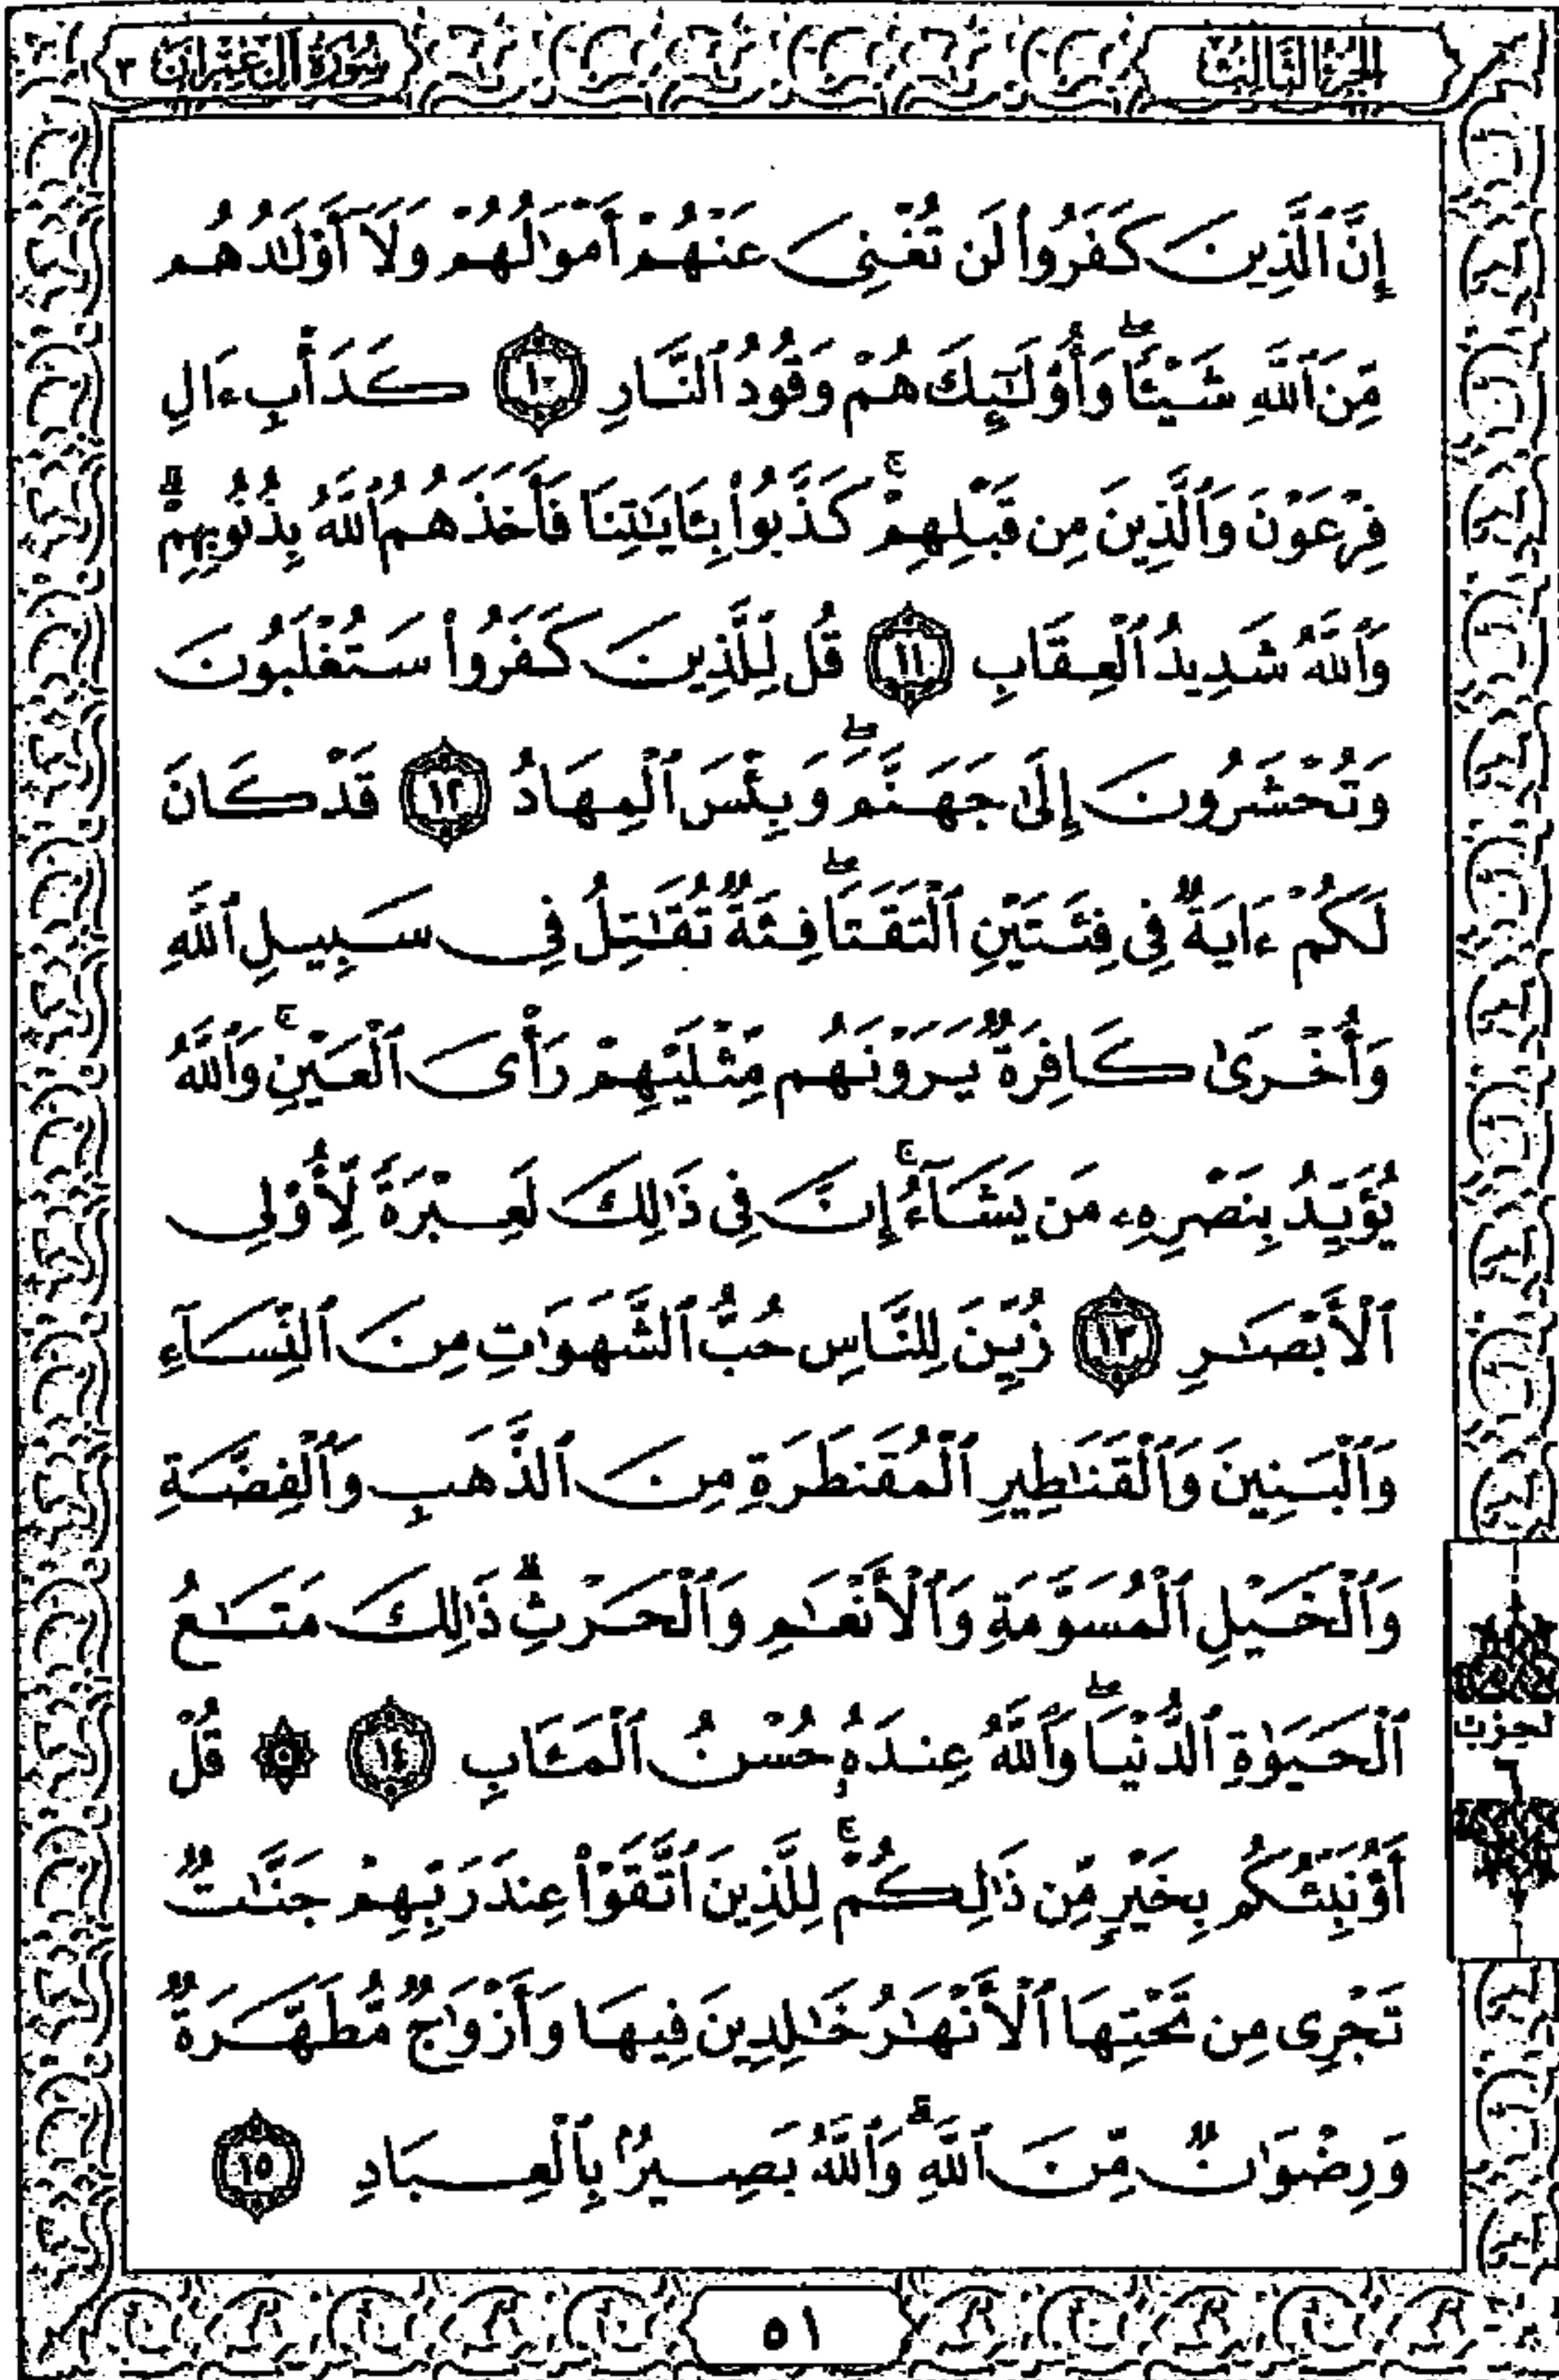 الجزء الثالث
سورة آل عمران ٣
إِنَّ ٱلَّذِينَ كَفَرُوا۟ لَن تُغْنِىَ عَنْهُمْ أَمْوَٰلُهُمْ وَلَآ أَوْلَٰدُهُم
مِّنَ ٱللَّهِ شَيْـًٔا ۖ وَأُو۟لَٰٓئِكَ هُمْ وَقُودُ ٱلنَّارِ ١٠ كَدَأْبِ ءَالِ
فِرْعَوْنَ وَٱلَّذِينَ مِن قَبْلِهِمْ ۚ كَذَّبُوا۟ بِـَٔايَٰتِنَا فَأَخَذَهُمُ ٱللَّهُ بِذُنُوبِهِمْ ۗ
وَٱللَّهُ شَدِيدُ ٱلْعِقَابِ ١١ قُل لِّلَّذِينَ كَفَرُوا۟ سَتُغْلَبُونَ
وَتُحْشَرُونَ إِلَىٰ جَهَنَّمَ ۖ وَبِئْسَ ٱلْمِهَادُ ١٢ قَدْ كَانَ
لَكُمْ ءَايَةٌ فِى فِئَتَيْنِ ٱلْتَقَتَا ۖ فِئَةٌ تُقَٰتِلُ فِى سَبِيلِ ٱللَّهِ
وَأُخْرَىٰ كَافِرَةٌ يَرَوْنَهُم مِّثْلَيْهِمْ رَأْىَ ٱلْعَيْنِ ۚ وَٱللَّهُ
يُؤَيِّدُ بِنَصْرِهِۦ مَن يَشَآءُ ۚ إِنَّ فِى ذَٰلِكَ لَعِبْرَةً لِّأُو۟لِى
ٱلْأَبْصَٰرِ ١٣ زُيِّنَ لِلنَّاسِ حُبُّ ٱلشَّهَوَٰتِ مِنَ ٱلنِّسَآءِ
وَٱلْبَنِينَ وَٱلْقَنَٰطِيرِ ٱلْمُقَنطَرَةِ مِنَ ٱلذَّهَبِ وَٱلْفِضَّةِ
وَٱلْخَيْلِ ٱلْمُسَوَّمَةِ وَٱلْأَنْعَٰمِ وَٱلْحَرْثِ ۗ ذَٰلِكَ مَتَٰعُ
ٱلْحَيَوٰةِ ٱلدُّنْيَا ۖ وَٱللَّهُ عِندَهُۥ حُسْنُ ٱلْمَـَٔابِ ١٤ ۞ قُلْ
أَؤُنَبِّئُكُم بِخَيْرٍ مِّن ذَٰلِكُمْ ۚ لِلَّذِينَ ٱتَّقَوْا۟ عِندَ رَبِّهِمْ جَنَّٰتٌ
تَجْرِى مِن تَحْتِهَا ٱلْأَنْهَٰرُ خَٰلِدِينَ فِيهَا وَأَزْوَٰجٌ مُّطَهَّرَةٌ
وَرِضْوَٰنٌ مِّنَ ٱللَّهِ ۗ وَٱللَّهُ بَصِيرٌۢ بِٱلْعِبَادِ ١٥
٥١